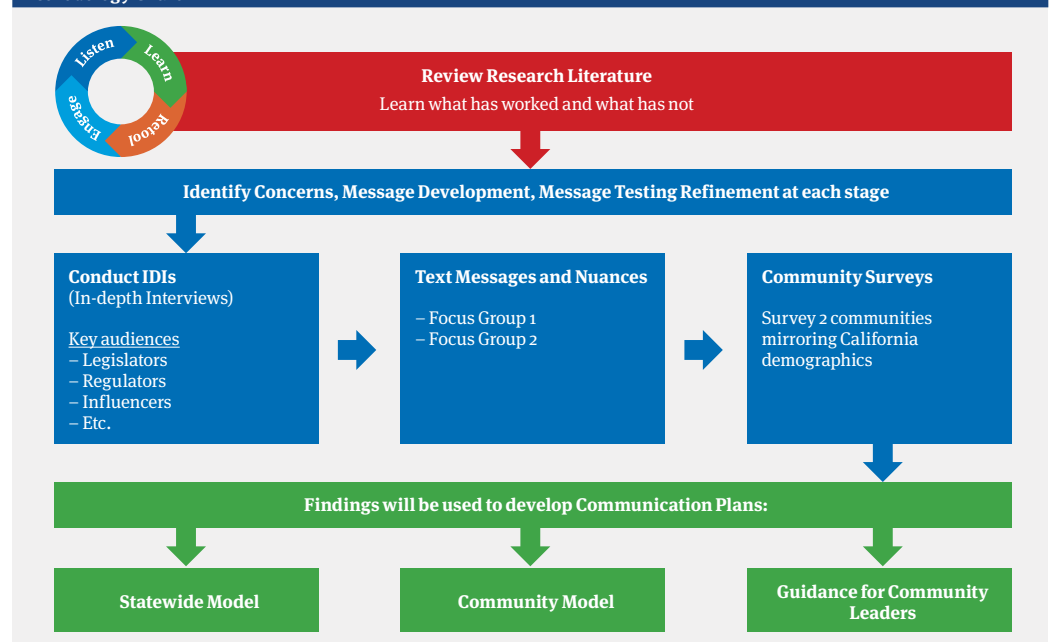 Listen
Learn
Retool
Engage
Review Research Literature
Learn what has worked and what has not
Identify Concerns, Message Development, Message Testing Refinement at each stage
Conduct IDIs
(In-depth Interviews)
Key audiences
– Legislators
– Regulators
– Influencers
– Etc.
Text Messages and Nuances
– Focus Group 1
– Focus Group 2
Community Surveys
Survey 2 communities
mirroring California
demographics
Findings will be used to develop Communication Plans:
Statewide Model
Community Model
Guidance for Community
Leaders